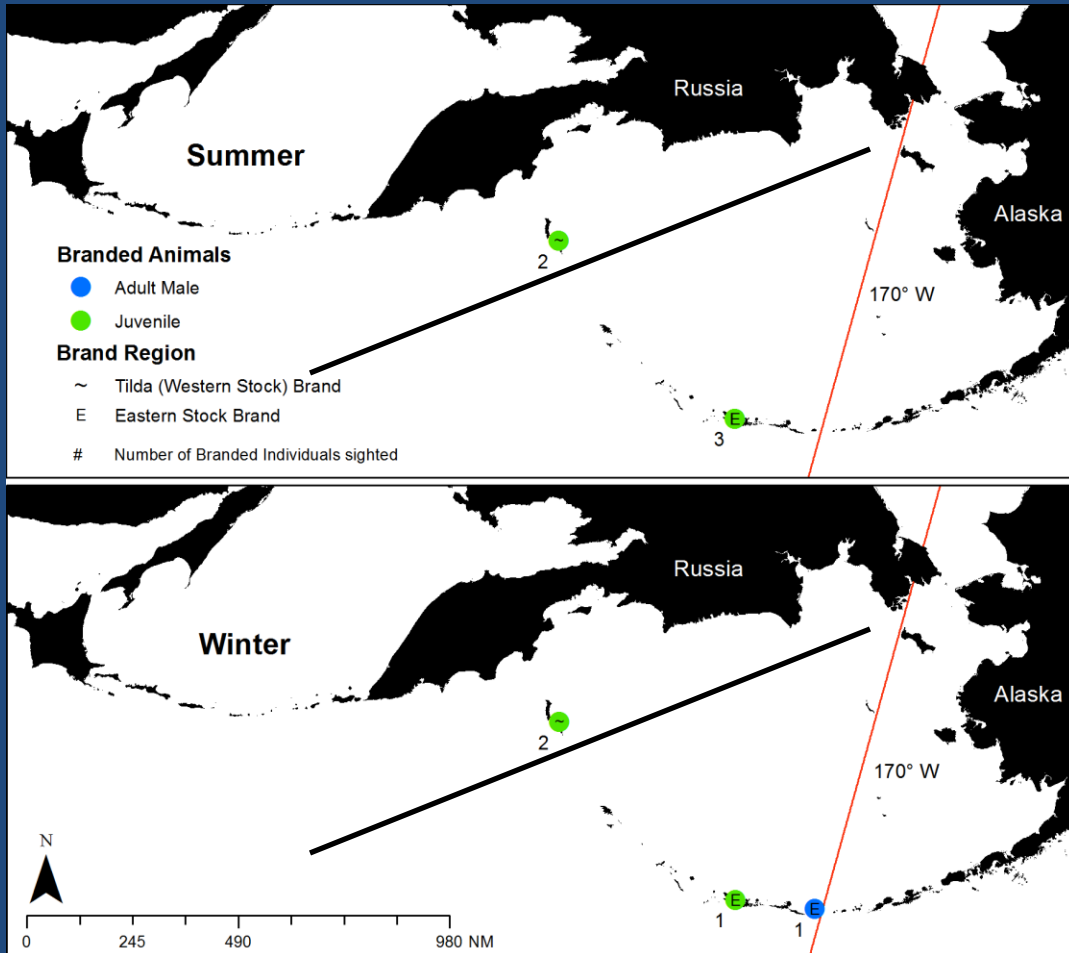 Russia
Summer
Alaska
Branded Animals
~
2
Adult Male
170° W
Juvenile
Brand Region
~ Tilda (Western Stock) Brand
E Eastern Stock Brand
E
3
# Number of Branded Individuals sighted
Russia
Winter
Alaska
~
2
170° W
N
E
E
1
1
0 245 490 980 NM